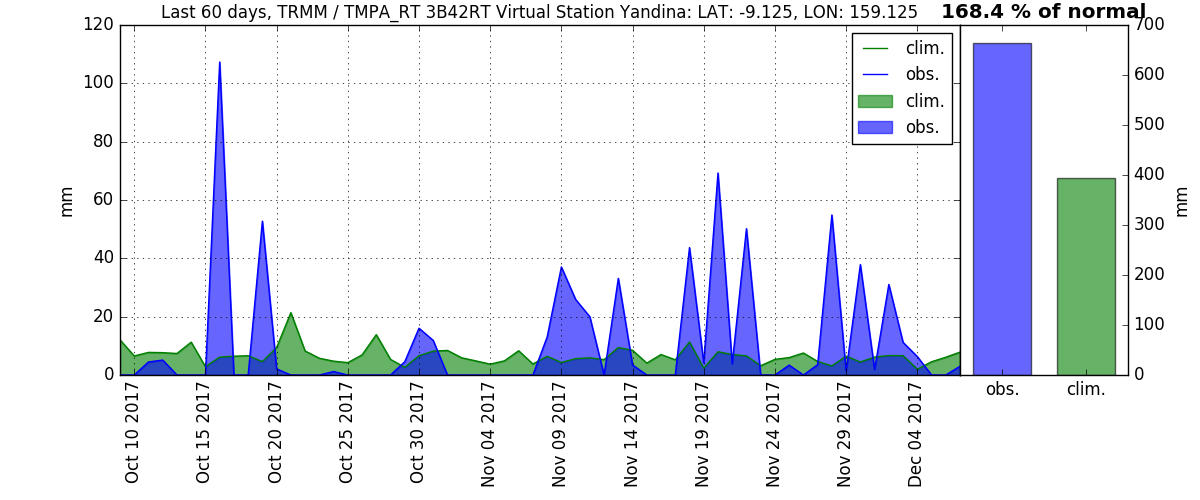 Last 60 days, TRMM / TMPA_RT 3B42RT Virtual Station Yandina: LAT: -9.125, LON: 159.125
168.4 % of normal
120
100
80
60
40
20
0
mm
clim.
obs.
clim.
obs.
700
600
500
400
300
200
100
0
mm
obs.
clim.
Oct 10 2017
Oct 15 2017
Oct 20 2017
Oct 25 2017
Oct 30 2017
Nov 04 2017
Nov 09 2017
Nov 14 2017
Nov 19 2017
Nov 24 2017
Nov 29 2017
Dec 04 2017